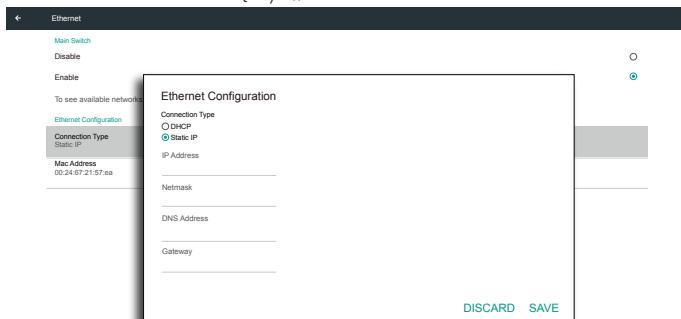 Ethernet
Main Switch
Disable
Enable
To see available networks
Ethernet Configuration
Connection Type
Static IP
Mac Address
00:24:67:21:57:ea
Ethernet Configuration
Connection Type
DHCP
Static IP
IP Address
Netmask
DNS Address
Gateway
DISCARD SAVE